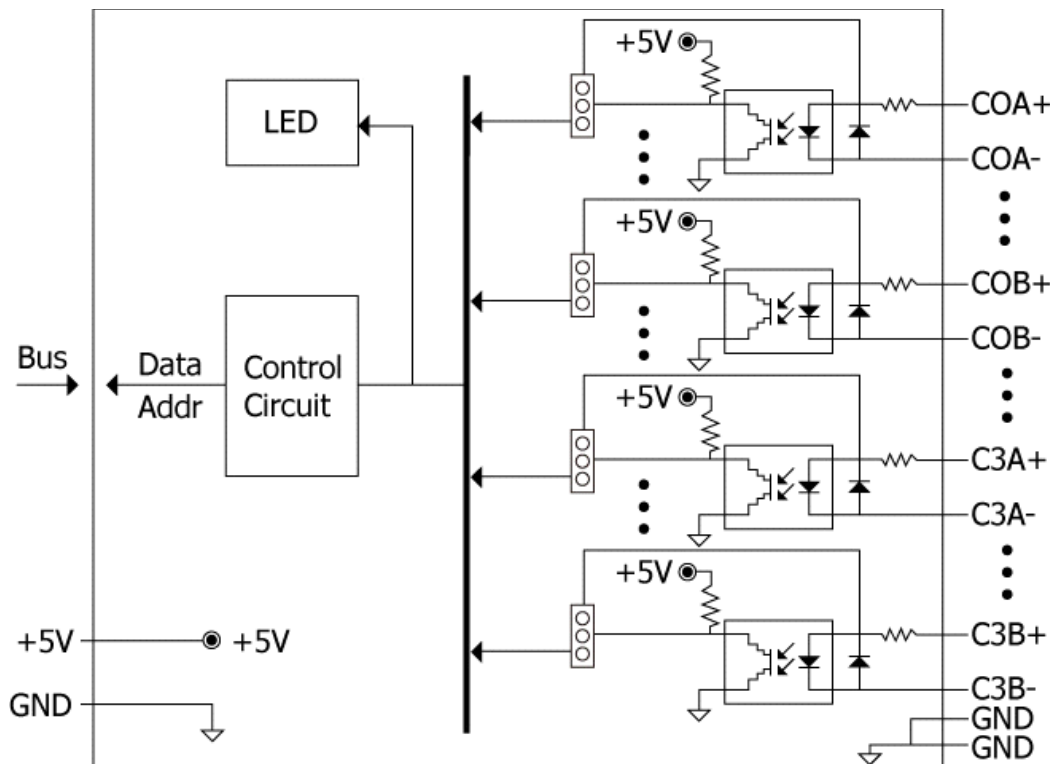 +5V
LED
COA+
COA-
+5V
COB+
COB-
Bus
Data
Addr
Control
Circuit
+5V
C3A+
C3A-
+5V
C3B+
C3B-
+5V
+5V
GND
GND
GND